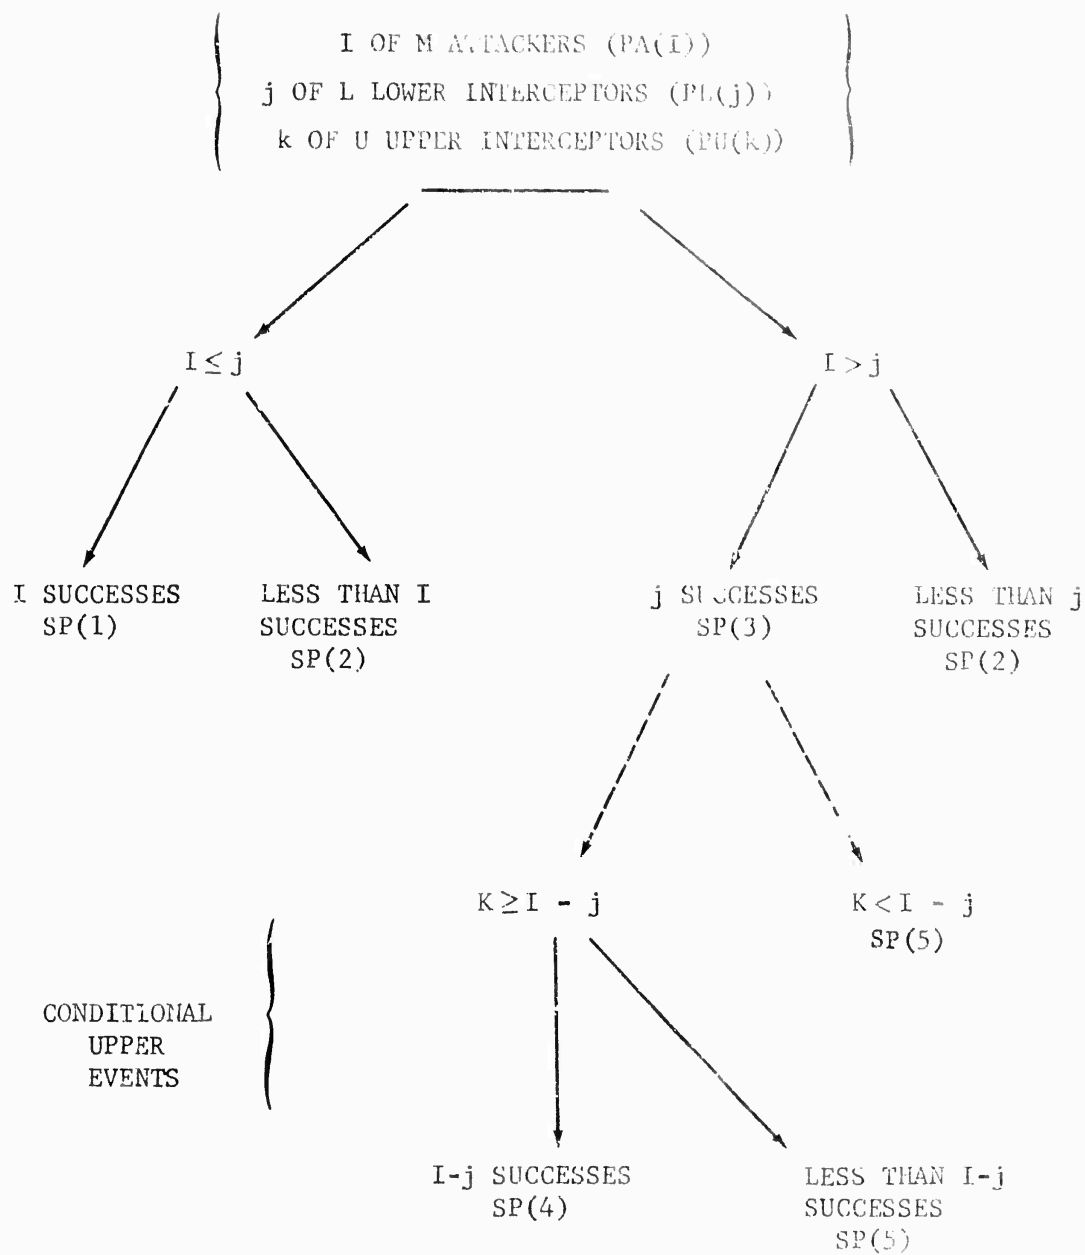 I OF M ATTACKERS (PA(I))
j OF L LOWER INTERCEPTORS (PL(j))
k OF U UPPER INTERCEPTORS (PU(k))
I ≤ j
I > j
I SUCCESSES
SP(1)
LESS THAN I
SUCCESSES
SP(2)
j SUCCESSES
SP(3)
LESS THAN j
SUCCESSES
SP(2)
K ≥ I - j
K < I - j
SP(5)
CONDITIONAL
UPPER
EVENTS
I-j SUCCESSES
SP(4)
LESS THAN I-j
SUCCESSES
SP(5)